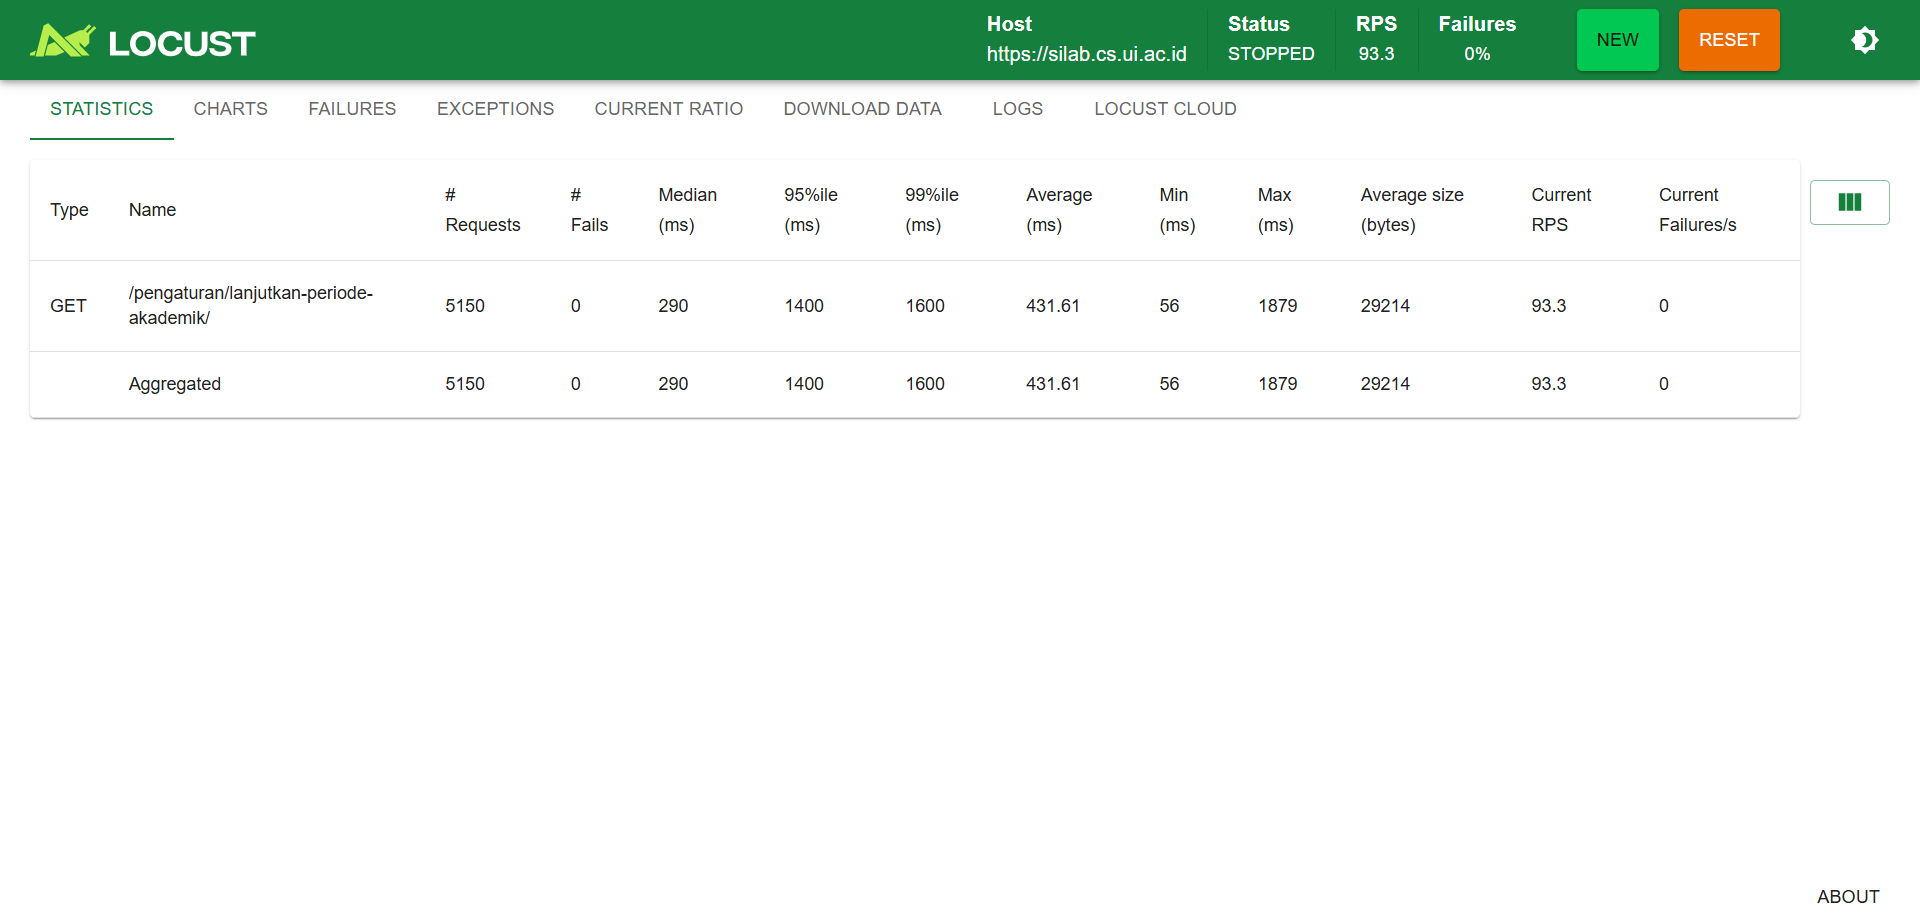 LOCUST
Host
https://silab.cs.ui.ac.id
Status
STOPPED
RPS
93.3
Failures
0%
NEW
RESET
STATISTICS CHARTS FAILURES EXCEPTIONS CURRENT RATIO DOWNLOAD DATA LOGS LOCUST CLOUD
Type Name # Requests # Fails Median (ms) 95%ile (ms) 99%ile (ms) Average (ms) Min (ms) Max (ms) Average size (bytes) Current RPS Current Failures/s
GET /pengaturan/lanjutkan-periode-akademik/ 5150 0 290 1400 1600 431.61 56 1879 29214 93.3 0
Aggregated 5150 0 290 1400 1600 431.61 56 1879 29214 93.3 0
ABOUT